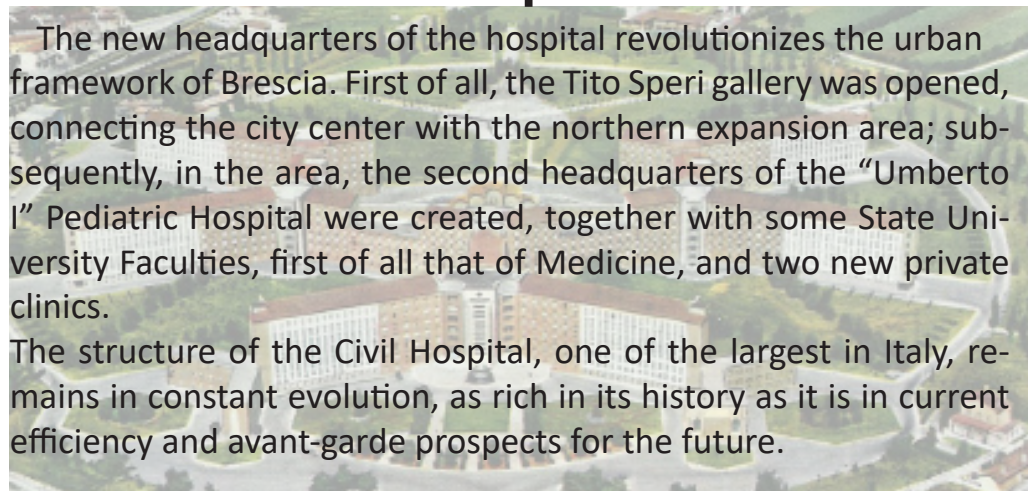 The new headquarters of the hospital revolutionizes the urban
framework of Brescia. First of all, the Tito Speri gallery was opened,
connecting the city center with the northern expansion area; sub-
sequently, in the area, the second headquarters of the “Umberto
I” Pediatric Hospital were created, together with some State Uni-
versity Faculties, first of all that of Medicine, and two new private
clinics.
The structure of the Civil Hospital, one of the largest in Italy, re-
mains in constant evolution, as rich in its history as it is in current
efficiency and avant-garde prospects for the future.